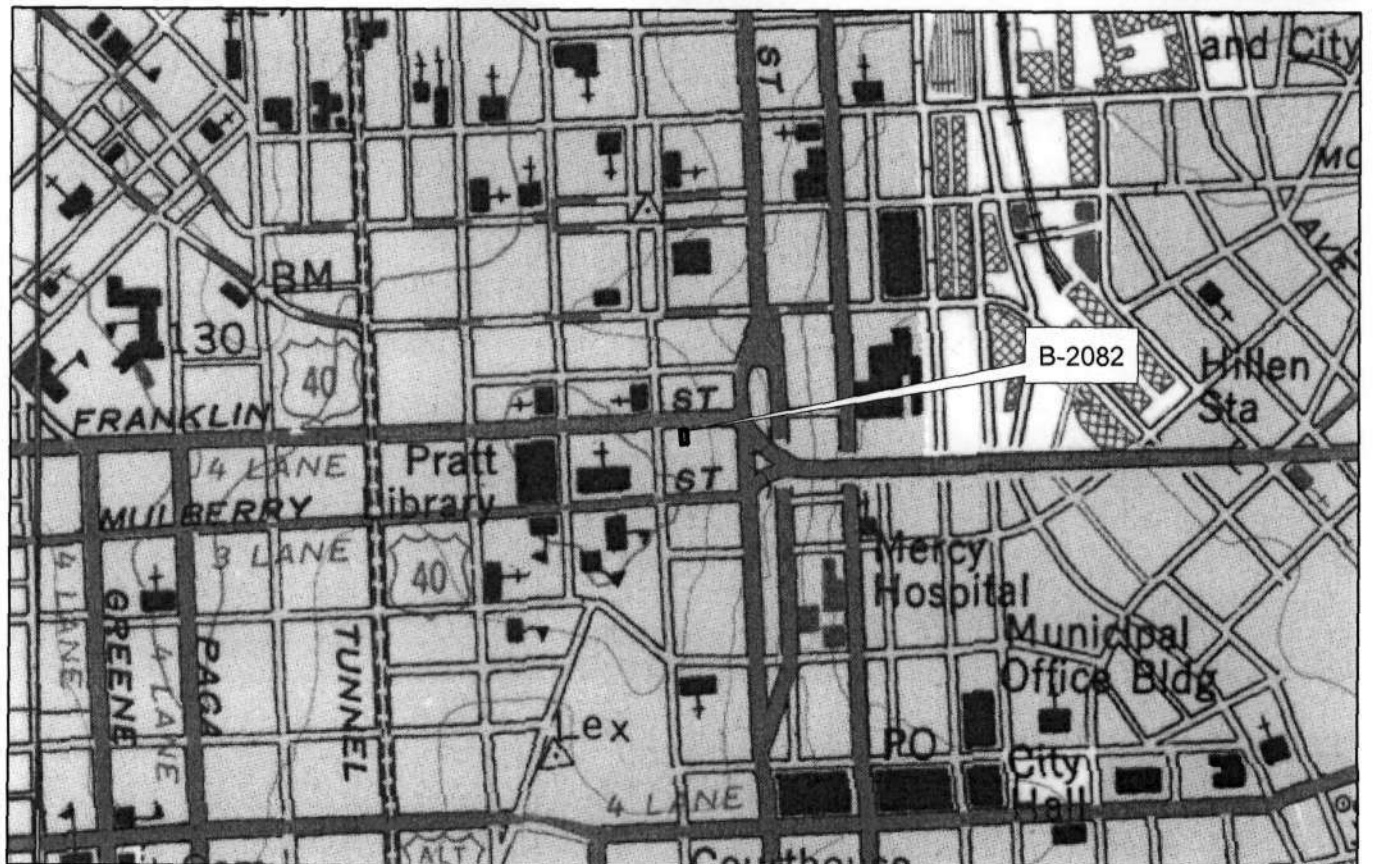 and City
ST
BM
130
40
B-2082
Hillen
Sta
AVE
FRANKLIN
ST
4 LANE
Pratt
Library
ST
MULBERRY
3 LANE
40
4 LANE
GREENE
4 LANE
PACA
TUNNEL
Mercy
Hospital
Municipal
Office Bldg
Lex
PO
City
Hall
4 LANE
ALT
Courthouse